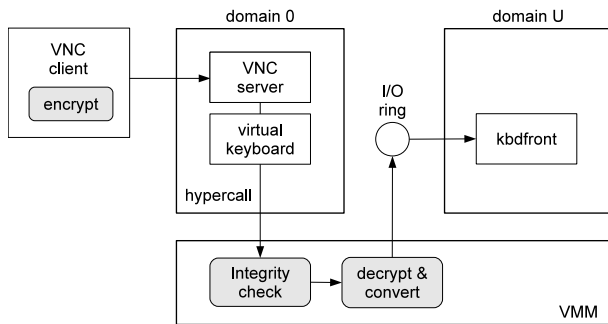 domain 0
domain U
VNC
client
encrypt
VNC
server
virtual
keyboard
I/O
ring
kbdfront
hypercall
Integrity
check
decrypt &
convert
VMM